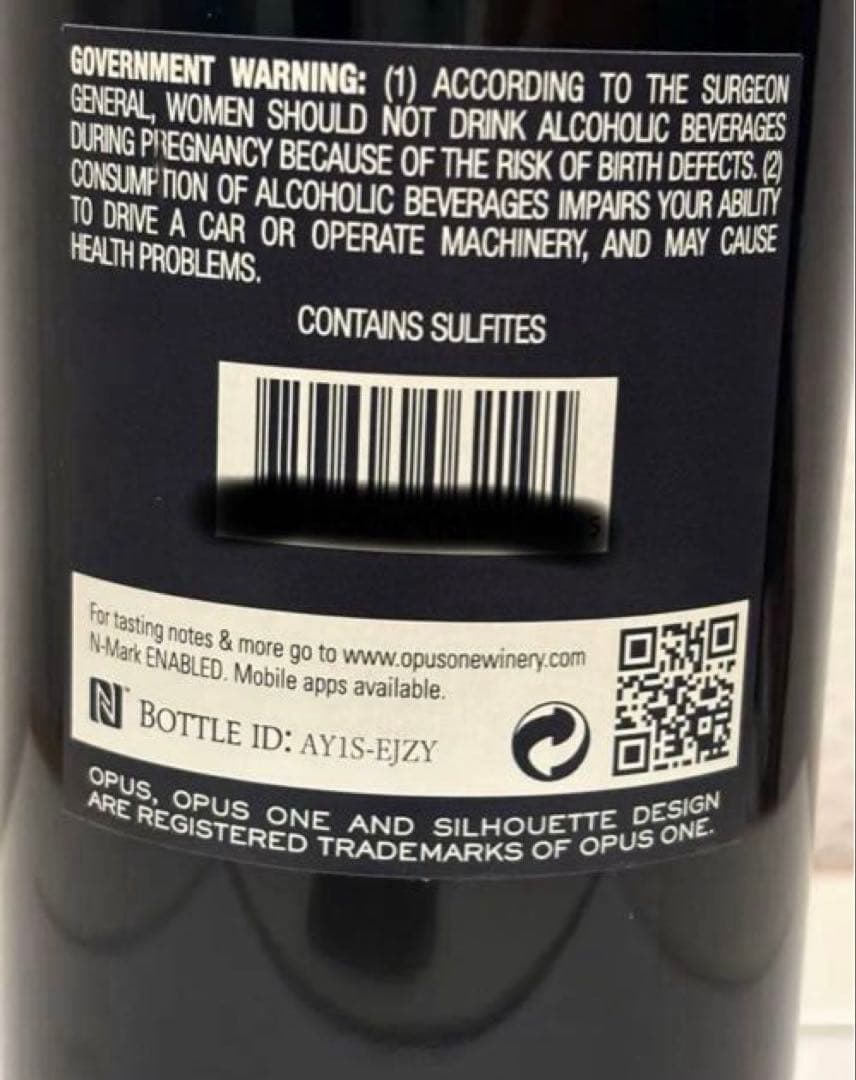 GOVERNMENT WARNING: (1) ACCORDING TO THE SURGEON
GENERAL, WOMEN SHOULD NOT DRINK ALCOHOLIC BEVERAGES
DURING PREGNANCY BECAUSE OF THE RISK OF BIRTH DEFECTS. (2)
CONSUMPTION OF ALCOHOLIC BEVERAGES IMPAIRS YOUR ABILITY
TO DRIVE A CAR OR OPERATE MACHINERY, AND MAY CAUSE
HEALTH PROBLEMS.
CONTAINS SULFITES
For tasting notes & more go to www.opusonewinery.com
N-Mark ENABLED. Mobile apps available.
BOTTLE ID: AY1S-EJZY
OPUS, OPUS ONE AND SILHOUETTE DESIGN
ARE REGISTERED TRADEMARKS OF OPUS ONE.